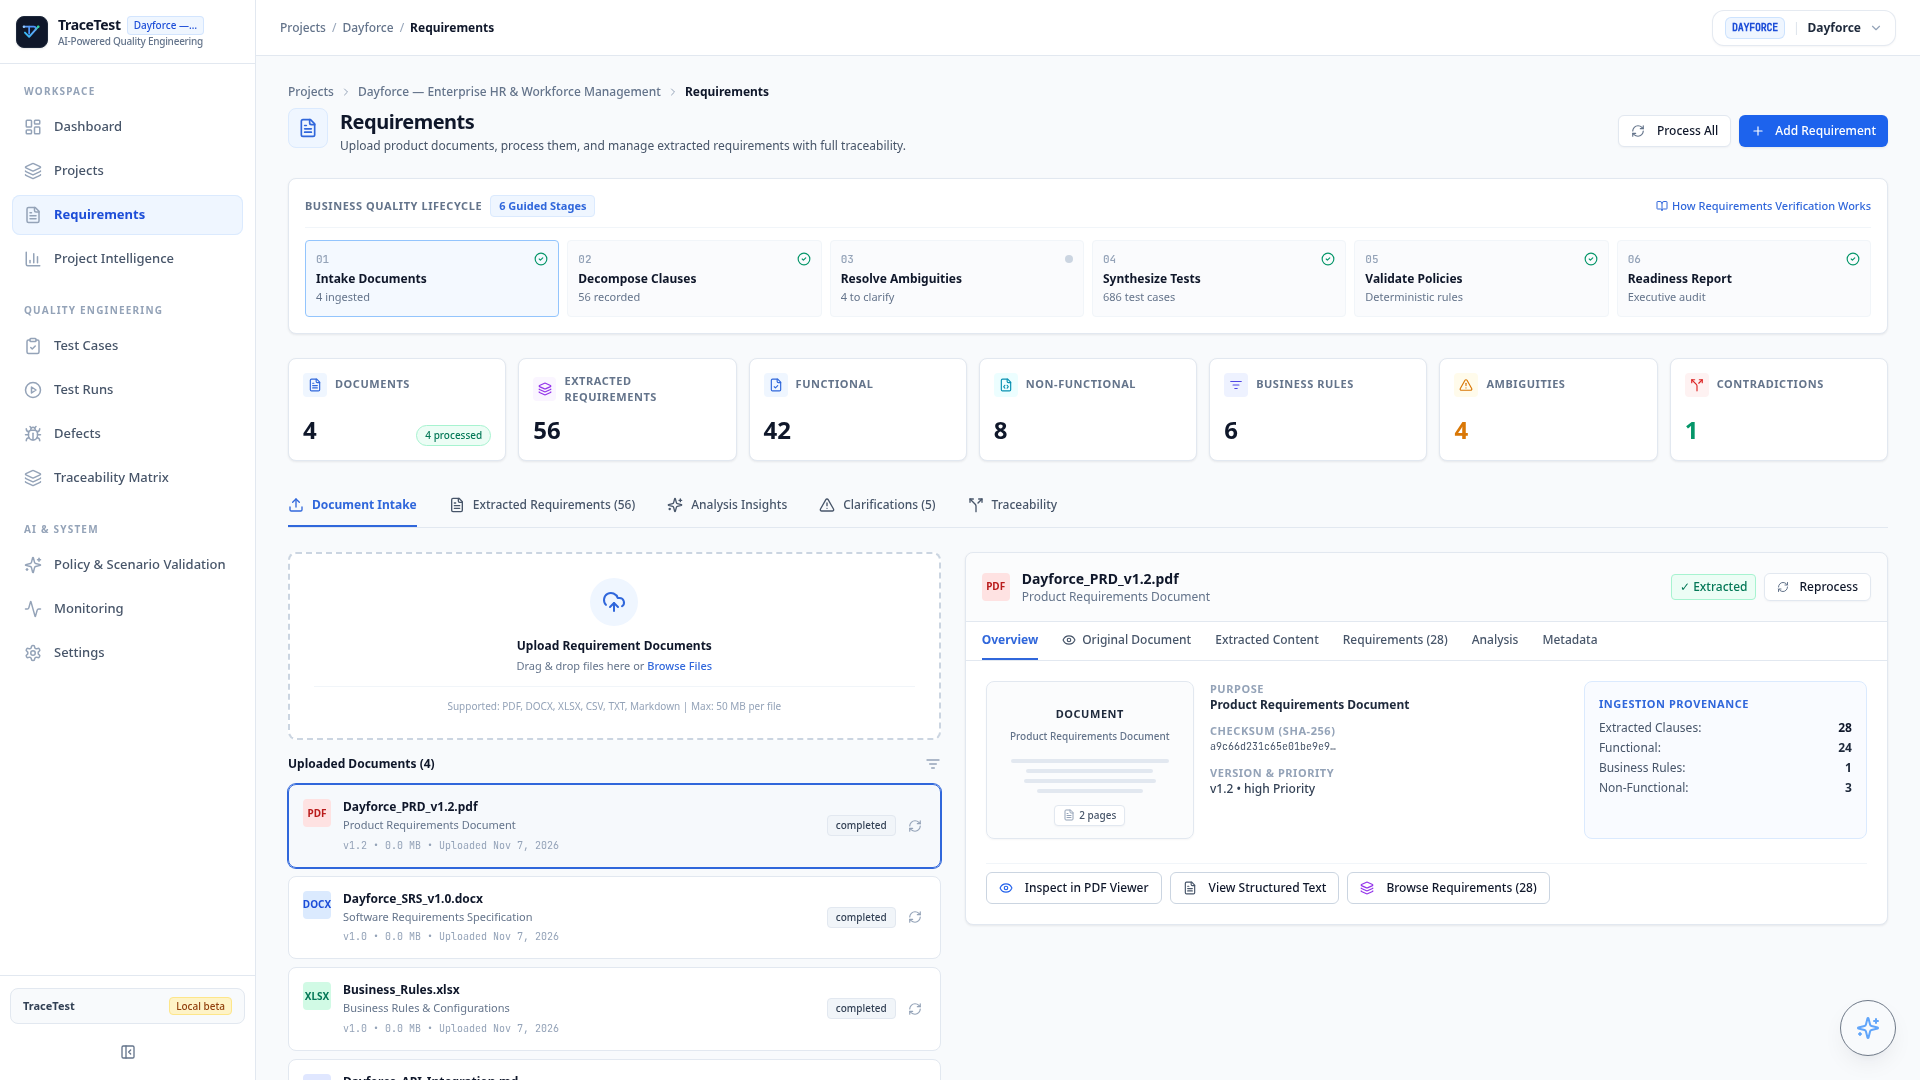 TraceTest
Dayforce —...
AI-Powered Quality Engineering
WORKSPACE
Dashboard
Projects
Requirements
Project Intelligence
QUALITY ENGINEERING
Test Cases
Test Runs
Defects
Traceability Matrix
AI & SYSTEM
Policy & Scenario Validation
Monitoring
Settings
TraceTest
Local beta
Projects / Dayforce / Requirements
DAYFORCE
Dayforce
Projects > Dayforce — Enterprise HR & Workforce Management > Requirements
Requirements
Upload product documents, process them, and manage extracted requirements with full traceability.
Process All
Add Requirement
BUSINESS QUALITY LIFECYCLE
6 Guided Stages
How Requirements Verification Works
01
Intake Documents
4 ingested
02
Decompose Clauses
56 recorded
03
Resolve Ambiguities
4 to clarify
04
Synthesize Tests
686 test cases
05
Validate Policies
Deterministic rules
06
Readiness Report
Executive audit
DOCUMENTS
4
4 processed
EXTRACTED
REQUIREMENTS
56
FUNCTIONAL
42
NON-FUNCTIONAL
8
BUSINESS RULES
6
AMBIGUITIES
4
CONTRADICTIONS
1
Document Intake
Extracted Requirements (56)
Analysis Insights
Clarifications (5)
Traceability
Upload Requirement Documents
Drag & drop files here or Browse Files
Supported: PDF, DOCX, XLSX, CSV, TXT, Markdown | Max: 50 MB per file
Uploaded Documents (4)
PDF
Dayforce_PRD_v1.2.pdf
Product Requirements Document
v1.2 • 0.0 MB • Uploaded Nov 7, 2026
completed
DOCX
Dayforce_SRS_v1.0.docx
Software Requirements Specification
v1.0 • 0.0 MB • Uploaded Nov 7, 2026
completed
XLSX
Business_Rules.xlsx
Business Rules & Configurations
v1.0 • 0.0 MB • Uploaded Nov 7, 2026
completed
Dayforce_API_Integration.md
PDF
Dayforce_PRD_v1.2.pdf
Product Requirements Document
✓ Extracted
Reprocess
Overview
Original Document
Extracted Content
Requirements (28)
Analysis
Metadata
DOCUMENT
Product Requirements Document
2 pages
PURPOSE
Product Requirements Document
CHECKSUM (SHA-256)
a9c66d231c65e01be9e9…
VERSION & PRIORITY
v1.2 • high Priority
INGESTION PROVENANCE
Extracted Clauses: 28
Functional: 24
Business Rules: 1
Non-Functional: 3
Inspect in PDF Viewer
View Structured Text
Browse Requirements (28)